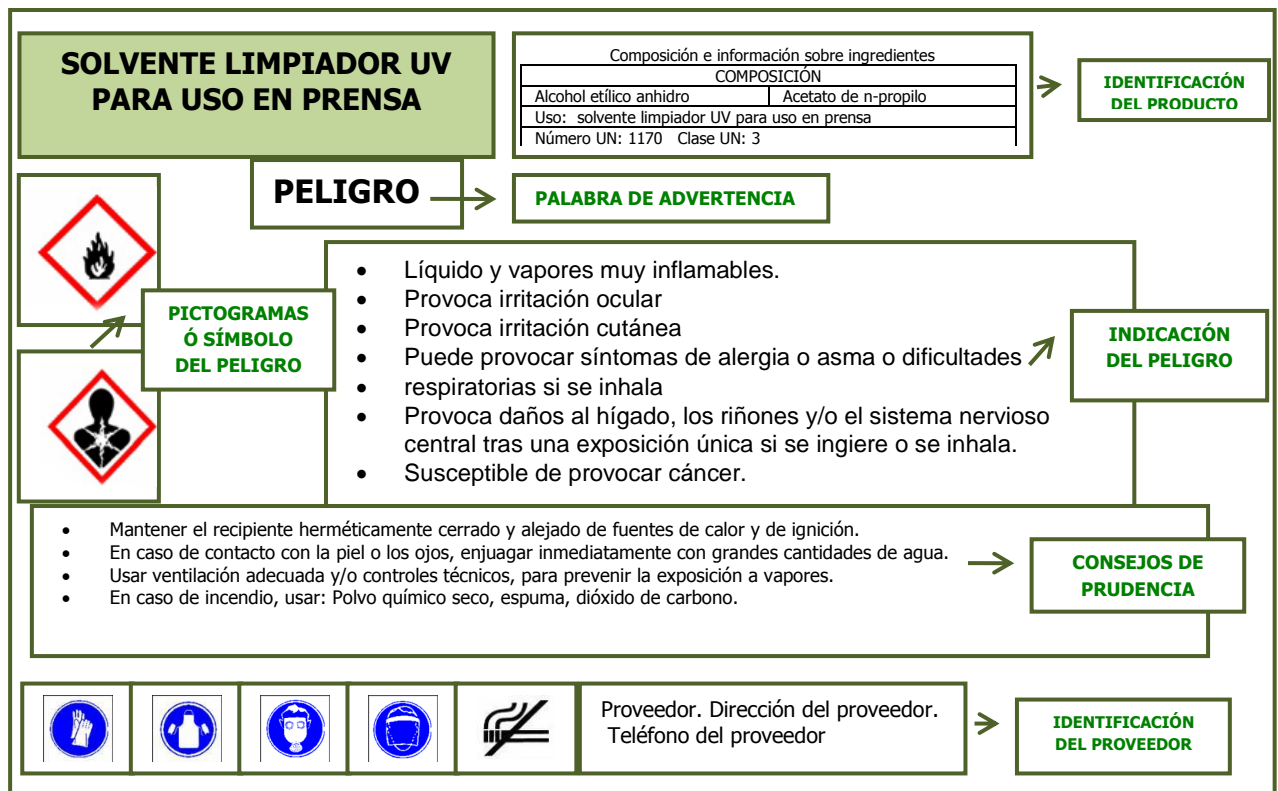 SOLVENTE LIMPIADOR UV
PARA USO EN PRENSA
Composición e información sobre ingredientes
COMPOSICIÓN
Alcohol etílico anhidro
Acetato de n-propilo
Uso: solvente limpiador UV para uso en prensa
Número UN: 1170 Clase UN: 3
IDENTIFICACIÓN
DEL PRODUCTO
PELIGRO
PALABRA DE ADVERTENCIA
PICTOGRAMAS
Ó SÍMBOLO
DEL PELIGRO
• Líquido y vapores muy inflamables.
• Provoca irritación ocular
• Provoca irritación cutánea
• Puede provocar síntomas de alergia o asma o dificultades
• respiratorias si se inhala
• Provoca daños al hígado, los riñones y/o el sistema nervioso
central tras una exposición única si se ingiere o se inhala.
• Susceptible de provocar cáncer.
INDICACIÓN
DEL PELIGRO
• Mantener el recipiente herméticamente cerrado y alejado de fuentes de calor y de ignición.
• En caso de contacto con la piel o los ojos, enjuagar inmediatamente con grandes cantidades de agua.
• Usar ventilación adecuada y/o controles técnicos, para prevenir la exposición a vapores.
• En caso de incendio, usar: Polvo químico seco, espuma, dióxido de carbono.
CONSEJOS DE
PRUDENCIA
Proveedor. Dirección del proveedor.
Teléfono del proveedor
IDENTIFICACIÓN
DEL PROVEEDOR